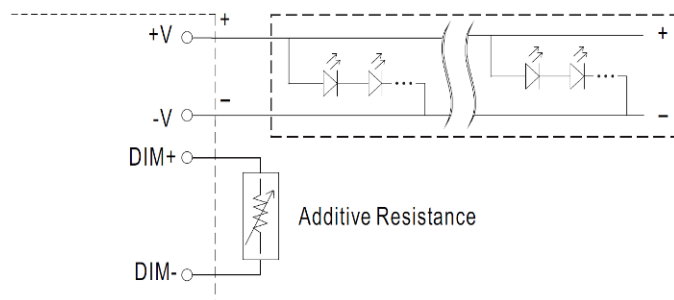 +V
+
+
-V
−
−
DIM+
Additive Resistance
DIM-